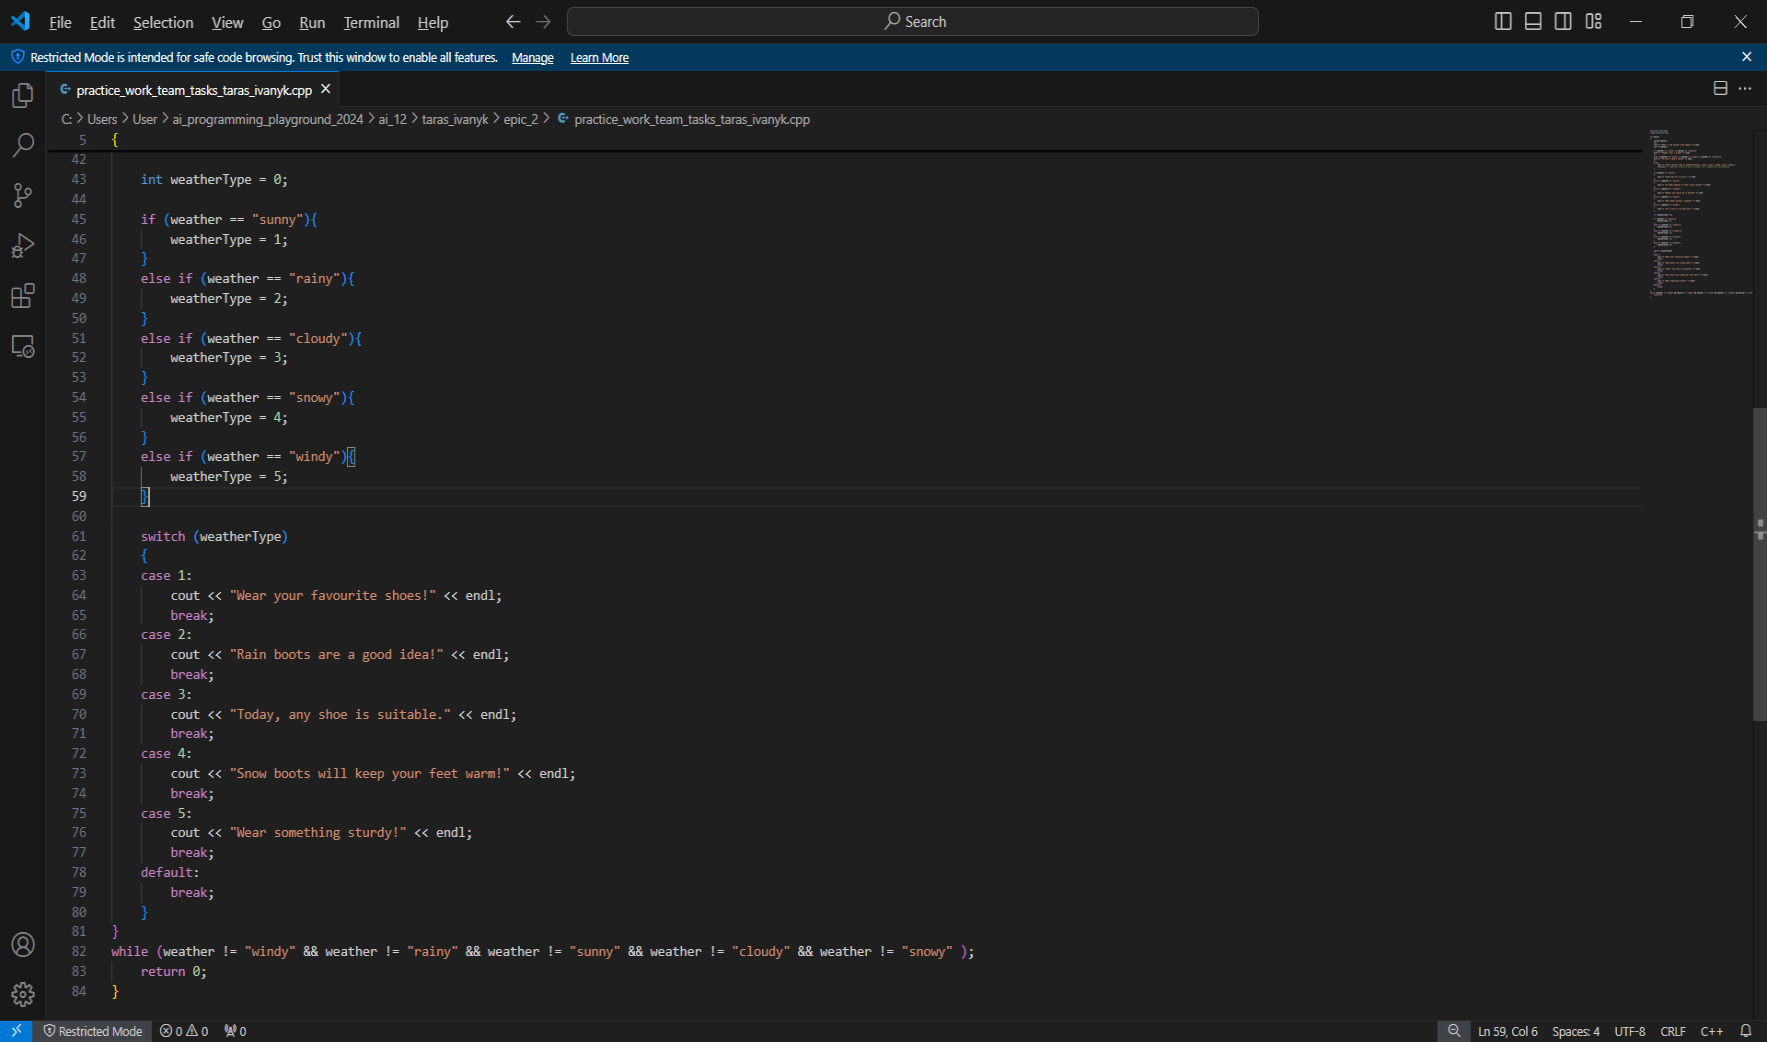 File Edit Selection View Go Run Terminal Help Search
Restricted Mode is intended for safe code browsing. Trust this window to enable all features. Manage Learn More
practice_work_team_tasks_taras_ivanyk.cpp
C: > Users > User > ai_programming_playground_2024 > ai_12 > taras_ivanyk > epic_2 > practice_work_team_tasks_taras_ivanyk.cpp
5 {
42
43 int weatherType = 0;
44
45 if (weather == "sunny"){
46 weatherType = 1;
47 }
48 else if (weather == "rainy"){
49 weatherType = 2;
50 }
51 else if (weather == "cloudy"){
52 weatherType = 3;
53 }
54 else if (weather == "snowy"){
55 weatherType = 4;
56 }
57 else if (weather == "windy"){
58 weatherType = 5;
59 }
60
61 switch (weatherType)
62 {
63 case 1:
64 cout << "Wear your favourite shoes!" << endl;
65 break;
66 case 2:
67 cout << "Rain boots are a good idea!" << endl;
68 break;
69 case 3:
70 cout << "Today, any shoe is suitable." << endl;
71 break;
72 case 4:
73 cout << "Snow boots will keep your feet warm!" << endl;
74 break;
75 case 5:
76 cout << "Wear something sturdy!" << endl;
77 break;
78 default:
79 break;
80 }
81 }
82 while (weather != "windy" && weather != "rainy" && weather != "sunny" && weather != "cloudy" && weather != "snowy" );
83 return 0;
84 }
Restricted Mode 0 0 0 Ln 59, Col 6 Spaces: 4 UTF-8 CRLF C++